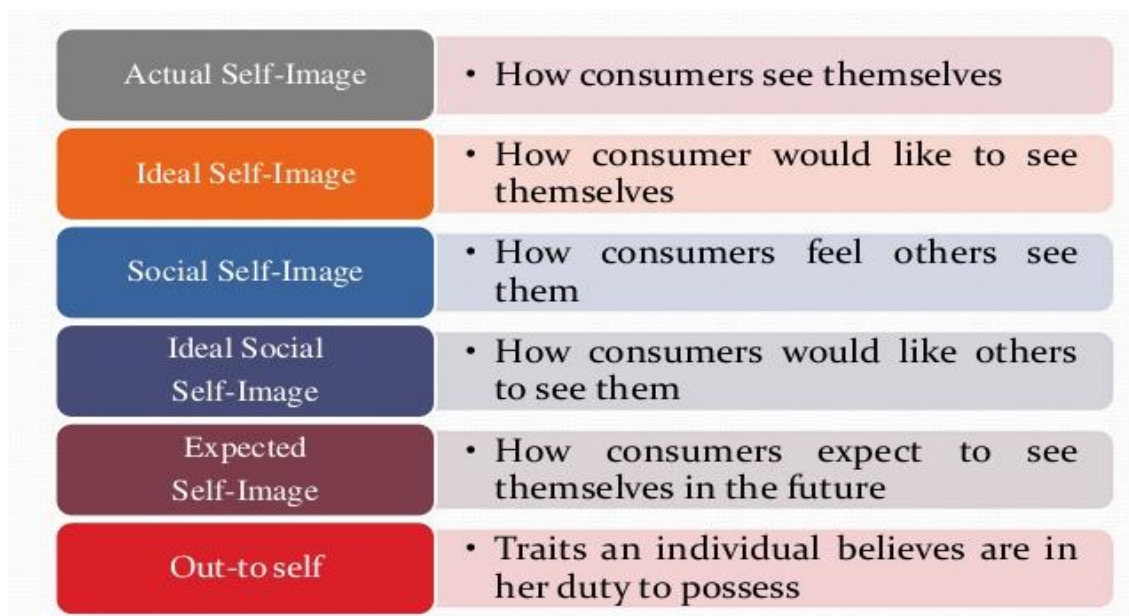 Actual Self-Image
• How consumers see themselves
Ideal Self-Image
• How consumer would like to see
themselves
Social Self-Image
• How consumers feel others see
them
Ideal Social
Self-Image
• How consumers would like others
to see them
Expected
Self-Image
• How consumers expect to see
themselves in the future
Out-to self
• Traits an individual believes are in
her duty to possess